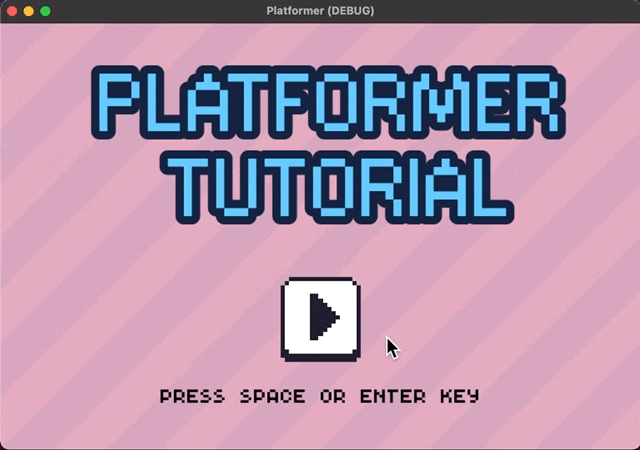 Platformer (DEBUG)
PLATFORMER
TUTORIAL
PRESS SPACE OR ENTER KEY